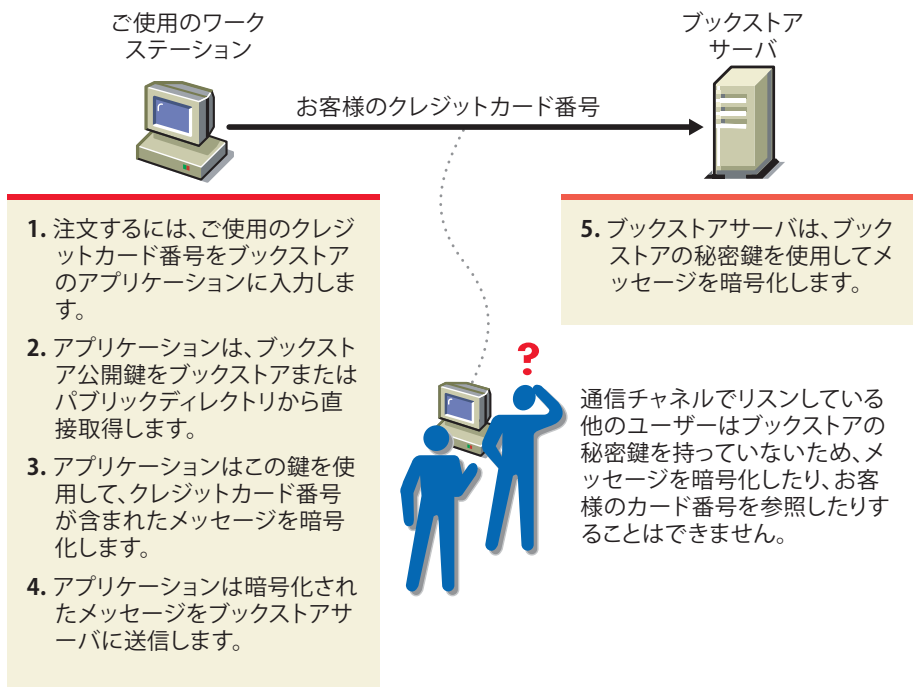 ご使用のワーク
ステーション
ブックストア
サーバ
お客様のクレジットカード番号
1. 注文するには、ご使用のクレジ
ットカード番号をブックストア
のアプリケーションに入力しま
す。
2. アプリケーションは、ブックスト
ア公開鍵をブックストアまたは
パブリックディレクトリから直
接取得します。
3. アプリケーションはこの鍵を使
用して、クレジットカード番号
が含まれたメッセージを暗号
化します。
4. アプリケーションは暗号化され
たメッセージをブックストアサ
ーバに送信します。
5. ブックストアサーバは、ブック
ストアの秘密鍵を使用してメ
ッセージを暗号化します。
?
通信チャネルでリスンしている
他のユーザーはブックストアの
秘密鍵を持っていないため、メ
ッセージを暗号化したり、お客
様のカード番号を参照したりす
ることはできません。